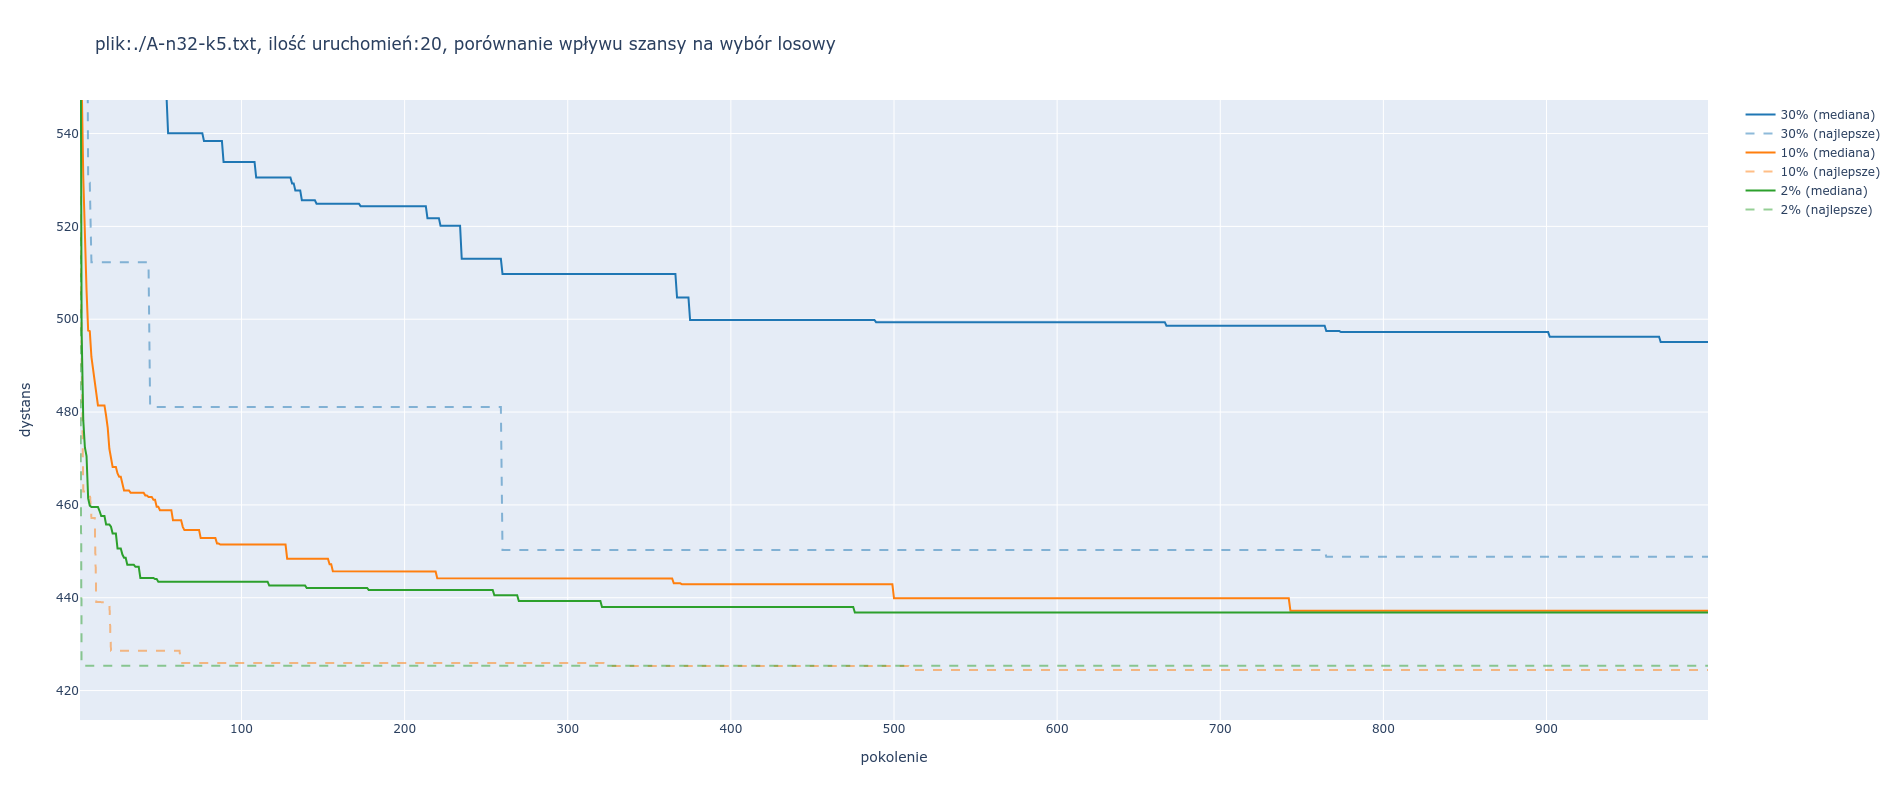 plik:./A-n32-k5.txt, ilość uruchomień:20, porównanie wpływu szansy na wybór losowy
30% (mediana)
30% (najlepsze)
10% (mediana)
10% (najlepsze)
2% (mediana)
2% (najlepsze)
dystans
540
520
500
480
460
440
420
100
200
300
400
500
600
700
800
900
pokolenie